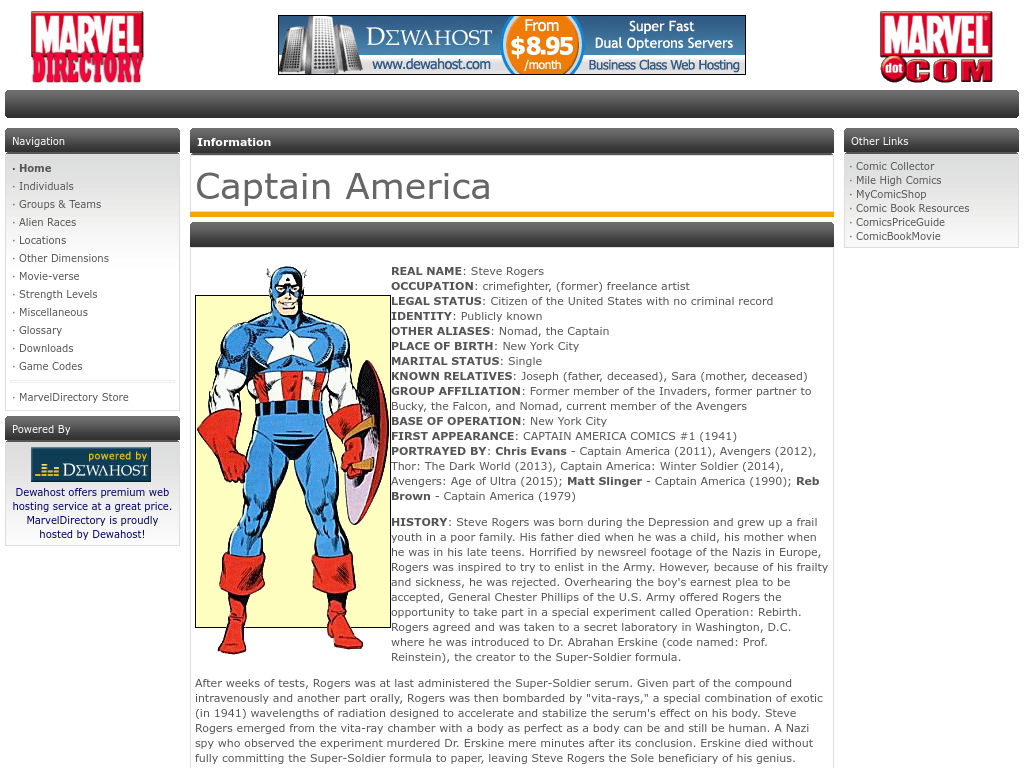 MARVEL
DIRECTORY
DEWAHOST
www.dewahost.com
From
$8.95
/month
Super Fast
Dual Opterons Servers
Business Class Web Hosting
MARVEL
dot COM
Navigation
· Home
· Individuals
· Groups & Teams
· Alien Races
· Locations
· Other Dimensions
· Movie-verse
· Strength Levels
· Miscellaneous
· Glossary
· Downloads
· Game Codes
· MarvelDirectory Store
Powered By
powered by
DEWAHOST
Dewahost offers premium web
hosting service at a great price.
MarvelDirectory is proudly
hosted by Dewahost!
Information
Captain America
REAL NAME: Steve Rogers
OCCUPATION: crimefighter, (former) freelance artist
LEGAL STATUS: Citizen of the United States with no criminal record
IDENTITY: Publicly known
OTHER ALIASES: Nomad, the Captain
PLACE OF BIRTH: New York City
MARITAL STATUS: Single
KNOWN RELATIVES: Joseph (father, deceased), Sara (mother, deceased)
GROUP AFFILIATION: Former member of the Invaders, former partner to
Bucky, the Falcon, and Nomad, current member of the Avengers
BASE OF OPERATION: New York City
FIRST APPEARANCE: CAPTAIN AMERICA COMICS #1 (1941)
PORTRAYED BY: Chris Evans - Captain America (2011), Avengers (2012),
Thor: The Dark World (2013), Captain America: Winter Soldier (2014),
Avengers: Age of Ultra (2015); Matt Slinger - Captain America (1990); Reb
Brown - Captain America (1979)
HISTORY: Steve Rogers was born during the Depression and grew up a frail
youth in a poor family. His father died when he was a child, his mother when
he was in his late teens. Horrified by newsreel footage of the Nazis in Europe,
Rogers was inspired to try to enlist in the Army. However, because of his frailty
and sickness, he was rejected. Overhearing the boy's earnest plea to be
accepted, General Chester Phillips of the U.S. Army offered Rogers the
opportunity to take part in a special experiment called Operation: Rebirth.
Rogers agreed and was taken to a secret laboratory in Washington, D.C.
where he was introduced to Dr. Abrahan Erskine (code named: Prof.
Reinstein), the creator to the Super-Soldier formula.
After weeks of tests, Rogers was at last administered the Super-Soldier serum. Given part of the compound
intravenously and another part orally, Rogers was then bombarded by "vita-rays," a special combination of exotic
(in 1941) wavelengths of radiation designed to accelerate and stabilize the serum's effect on his body. Steve
Rogers emerged from the vita-ray chamber with a body as perfect as a body can be and still be human. A Nazi
spy who observed the experiment murdered Dr. Erskine mere minutes after its conclusion. Erskine died without
fully committing the Super-Soldier formula to paper, leaving Steve Rogers the Sole beneficiary of his genius.
Other Links
· Comic Collector
· Mile High Comics
· MyComicShop
· Comic Book Resources
· ComicsPriceGuide
· ComicBookMovie